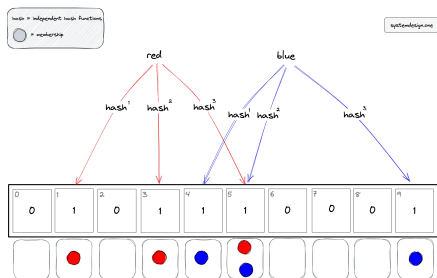 hash = independent hash functions
= membership
systemdesign.one
red
blue
hash1
hash2
hash3
hash1
hash2
hash3
0 1 2 3 4 5 6 7 8 9
0 1 0 1 1 1 0 0 0 1